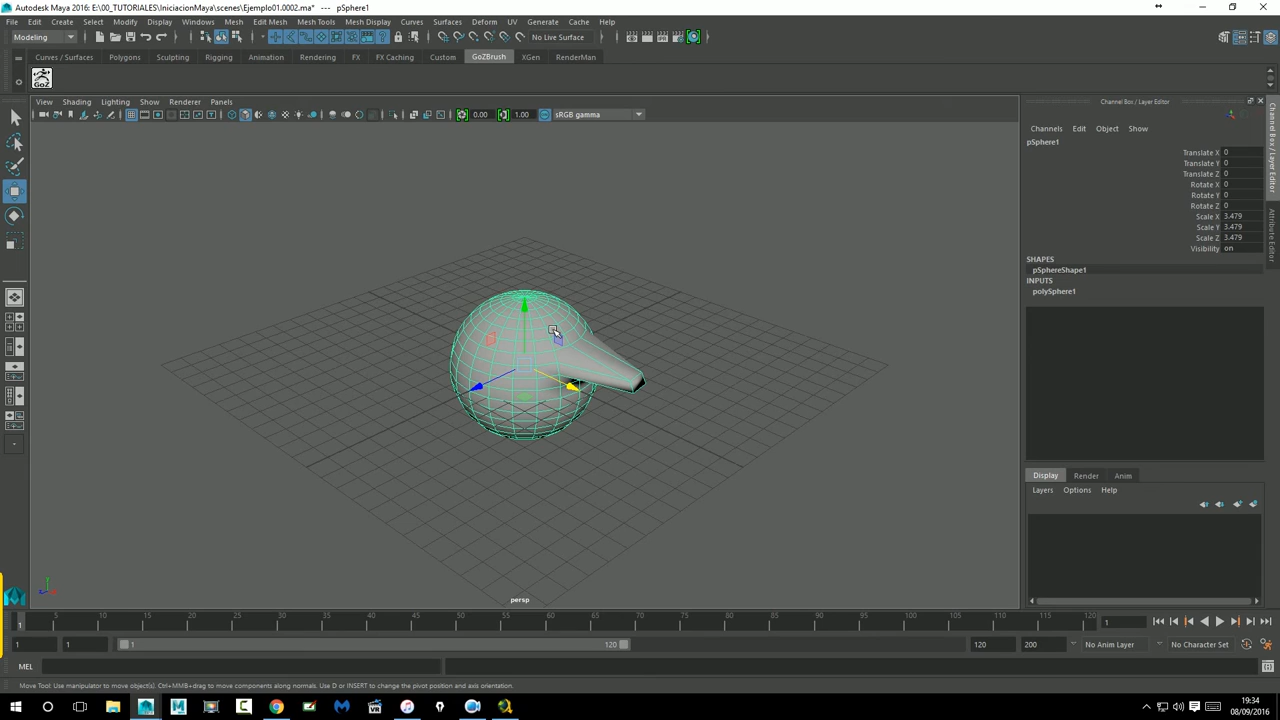 Autodesk Maya 2016: E:\00_TUTORIALES\IniciacionMaya\scenes\Ejemplo01.0002.ma* --- pSphere1
File Edit Create Select Modify Display Windows Mesh Edit Mesh Mesh Tools Mesh Display Curves Surfaces Deform UV Generate Cache Help
Modeling No Live Surface
Curves / Surfaces Polygons Sculpting Rigging Animation Rendering FX FX Caching Custom GoZBrush XGen RenderMan
GoZ
View Shading Lighting Show Renderer Panels
0.00 1.00 sRGB gamma
Channel Box / Layer Editor
Channels Edit Object Show
pSphere1
Translate X 0
Translate Y 0
Translate Z 0
Rotate X 0
Rotate Y 0
Rotate Z 0
Scale X 3.479
Scale Y 3.479
Scale Z 3.479
Visibility on
SHAPES
pSphereShape1
INPUTS
polySphere1
Channel Box / Layer Editor
Attribute Editor
Display Render Anim
Layers Options Help
persp
1 5 10 15 20 25 30 35 40 45 50 55 60 65 70 75 80 85 90 95 100 105 110 115 120 1
1 1 1 120 120 200 No Anim Layer No Character Set
MEL
Move Tool: Use manipulator to move object(s). Ctrl+MMB+drag to move components along normals. Use D or INSERT to change the pivot position and axis orientation.
19:34
08/09/2016